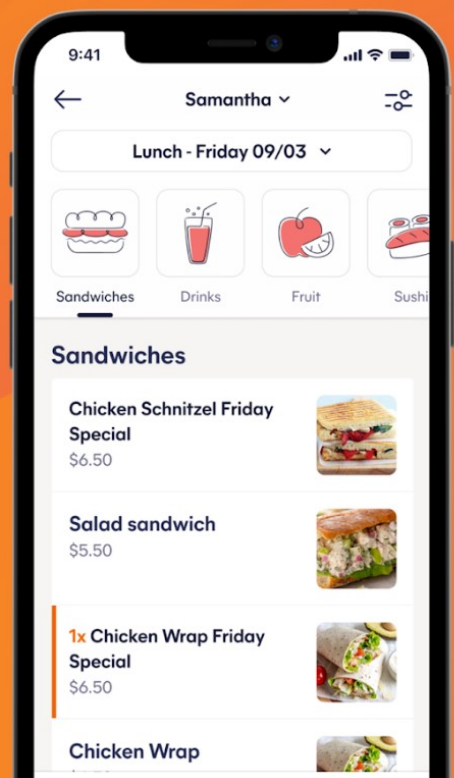 9:41
Samantha
Lunch - Friday 09/03
Sandwiches
Drinks
Fruit
Sushi
Sandwiches
Chicken Schnitzel Friday
Special
$6.50
Salad sandwich
$5.50
1x Chicken Wrap Friday
Special
$6.50
Chicken Wrap